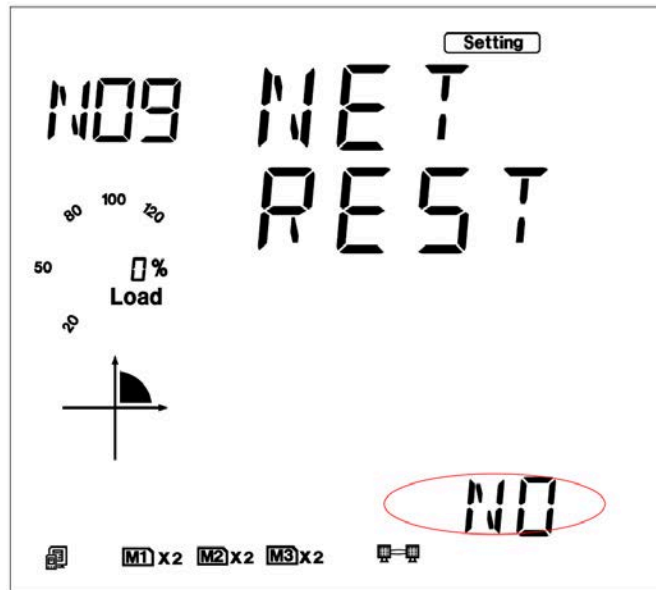 Setting
N09 NET
REST
80 100 120
50 0%
Load
20
NO
M1 X2 M2 X2 M3 X2